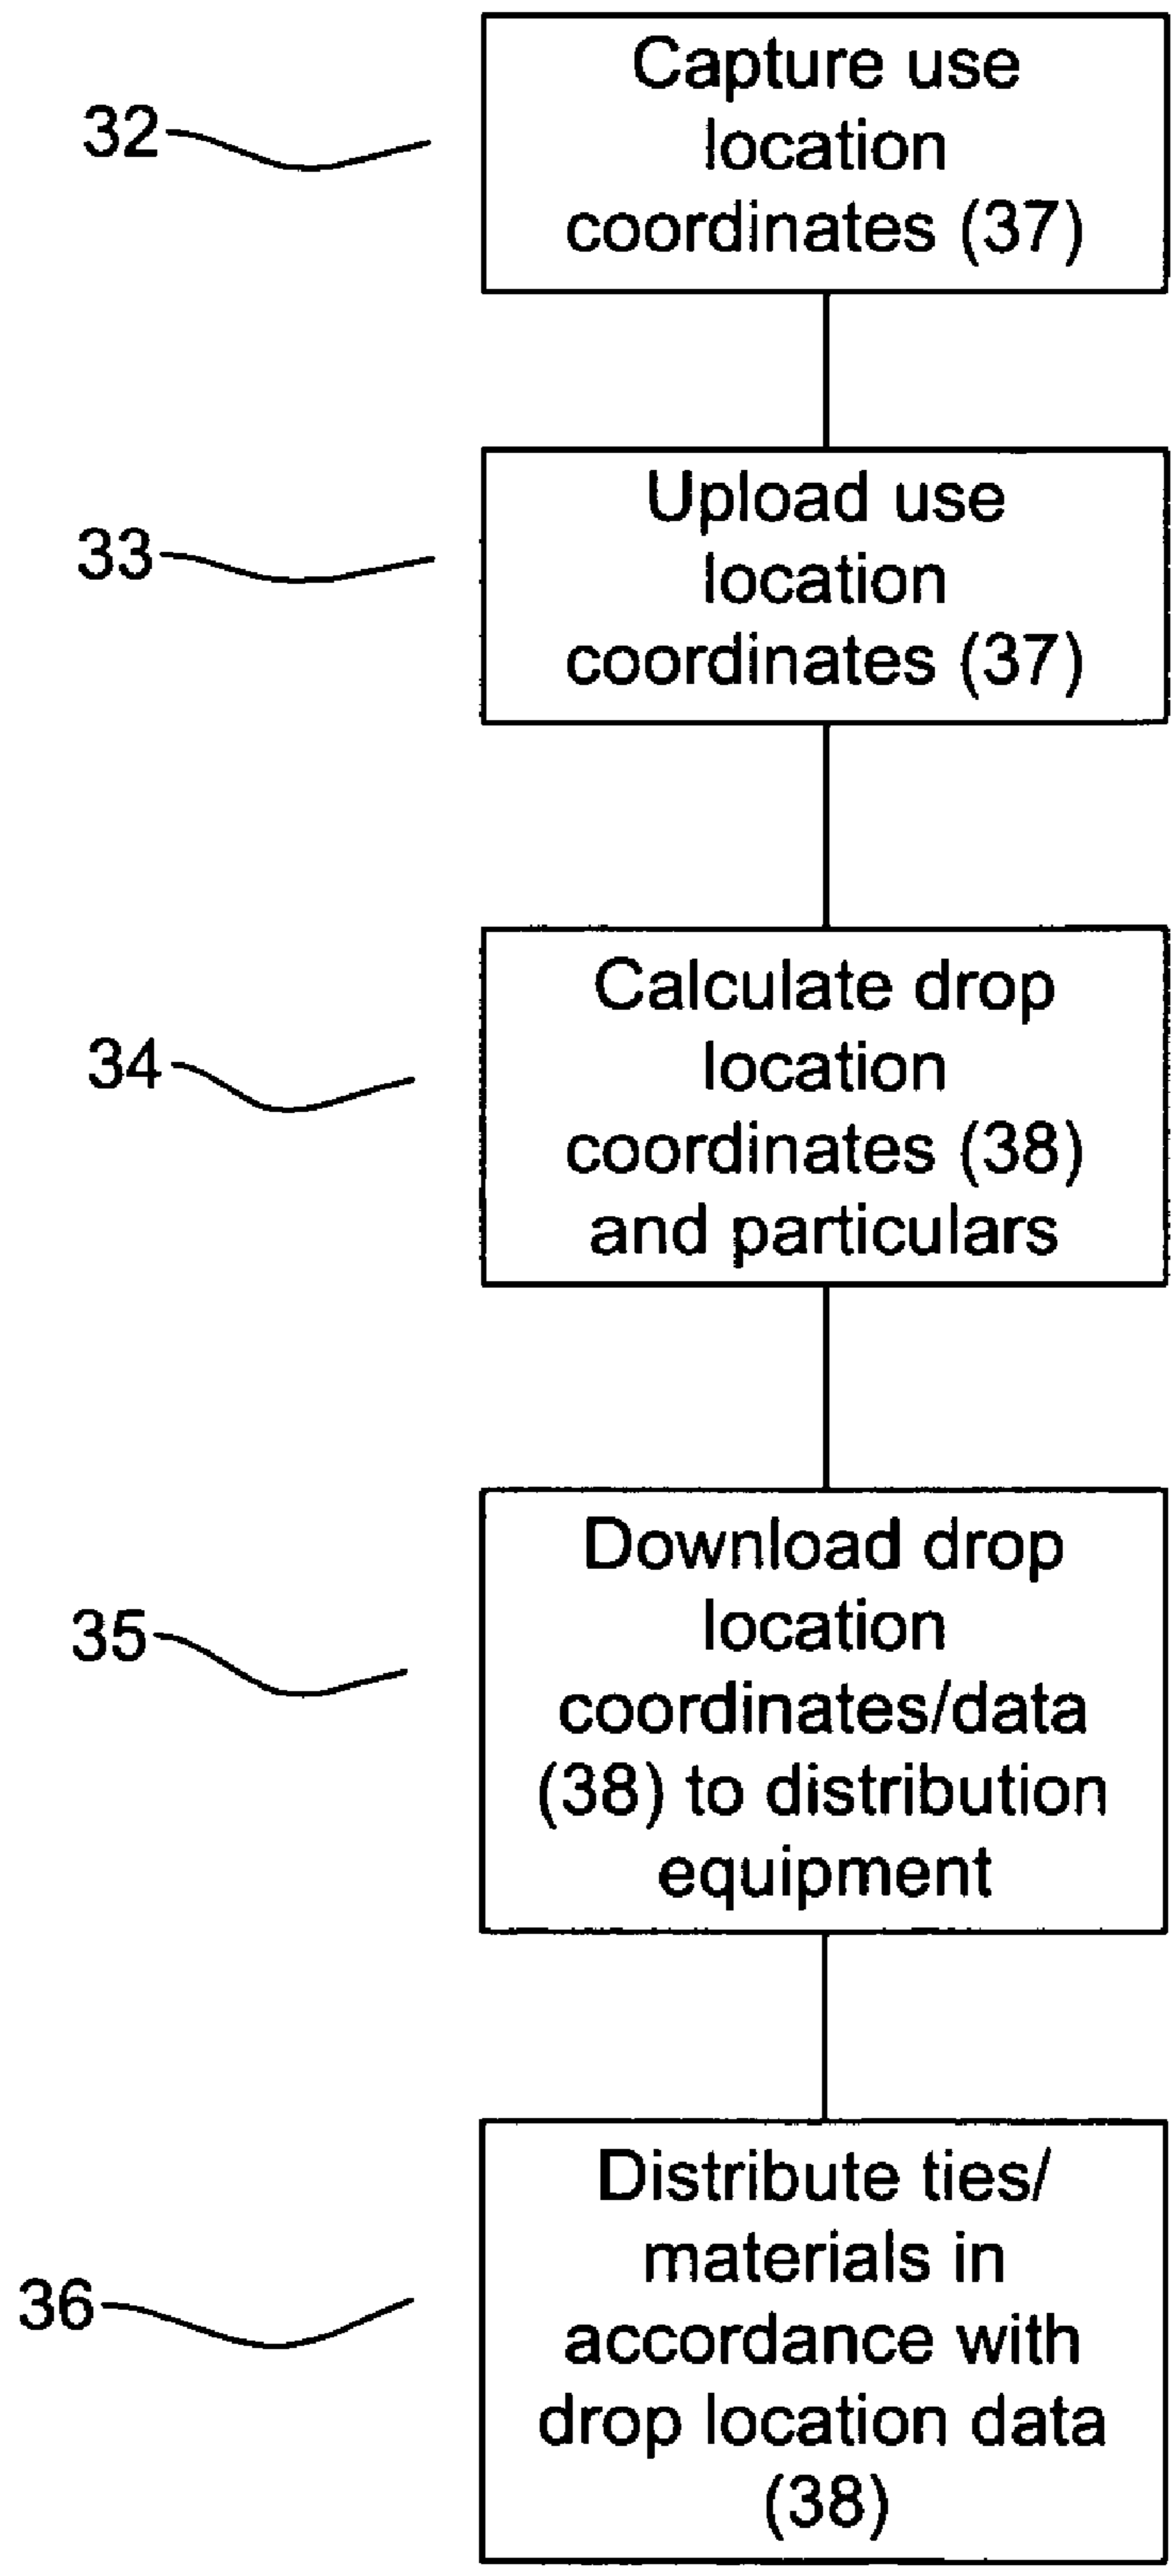 Capture use
32
location
coordinates (37)
Upload use
33
location
coordinates (37)
Calculate drop
34
location
coordinates (38)
and particulars
Download drop
35
location
coordinates/data
(38) to distribution
equipment
Distribute ties/
materials in
36
accordance with
drop location data
(38)